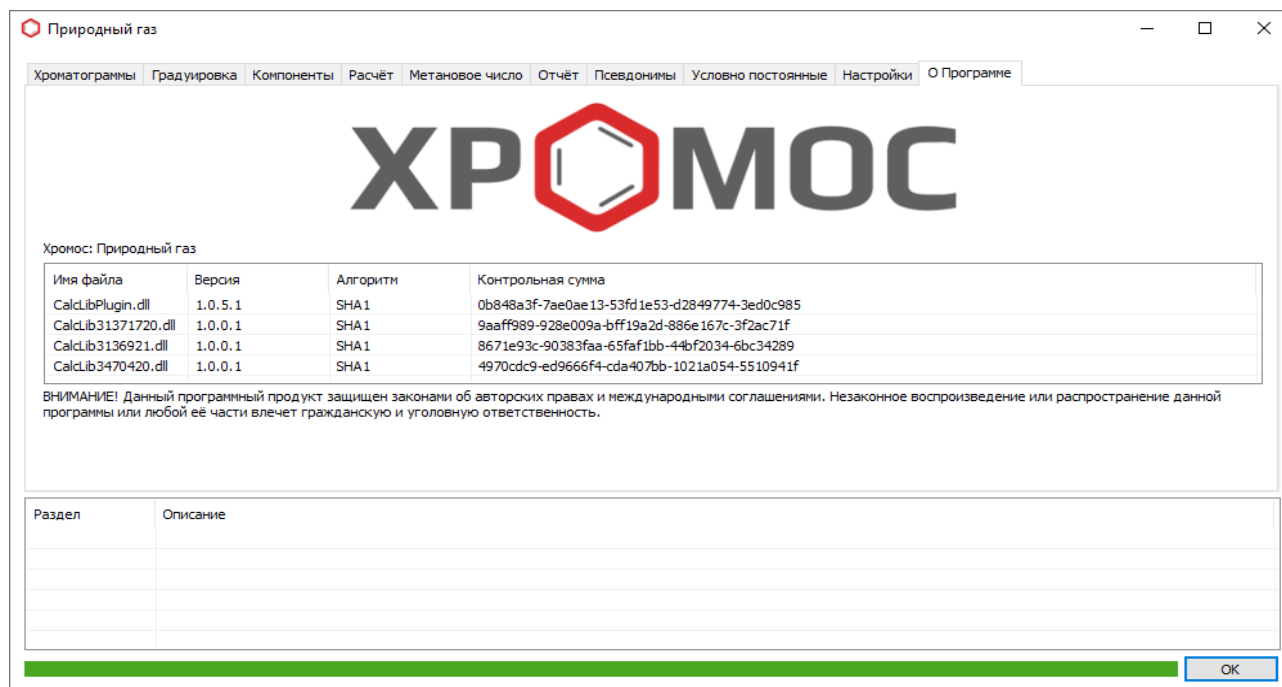 Природный газ
Хроматограммы Градуировка Компоненты Расчёт Метановое число Отчёт Псевдонимы Условно постоянные Настройки О Программе
ХРОМОС
Хромос: Природный газ
Имя файла Версия Алгоритм Контрольная сумма
CalcLibPlugin.dll 1.0.5.1 SHA1 0b848a3f-7ae0ae13-53fd1e53-d2849774-3ed0c985
CalcLib31371720.dll 1.0.0.1 SHA1 9aaff989-928e009a-bff19a2d-886e167c-3f2ac71f
CalcLib3136921.dll 1.0.0.1 SHA1 8671e93c-90383faa-65faf1bb-44bf2034-6bc34289
CalcLib3470420.dll 1.0.0.1 SHA1 4970cdc9-ed9666f4-cda407bb-1021a054-5510941f
ВНИМАНИЕ! Данный программный продукт защищен законами об авторских правах и международными соглашениями. Незаконное воспроизведение или распространение данной
программы или любой её части влечет гражданскую и уголовную ответственность.
Раздел Описание
OK